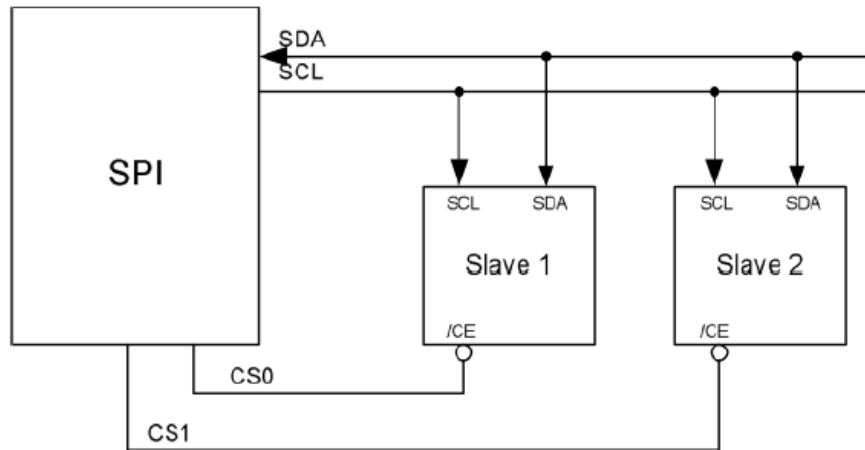 SDA
SCL
SPI
SCL SDA
Slave 1
/CE
SCL SDA
Slave 2
/CE
CS0
CS1